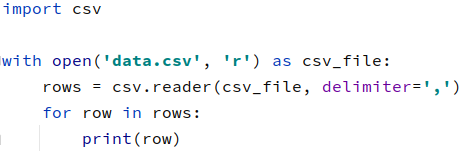 import csv

with open('data.csv', 'r') as csv_file:
    rows = csv.reader(csv_file, delimiter=',')
    for row in rows:
        print(row)